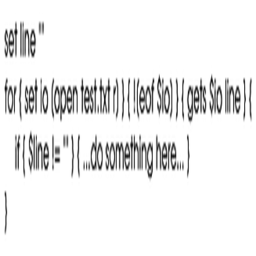 set line ""
for { set io (open test.txt r) } { !(eof $io) } { gets $io line } {
if { $line != "" } { ...do something here... }
}